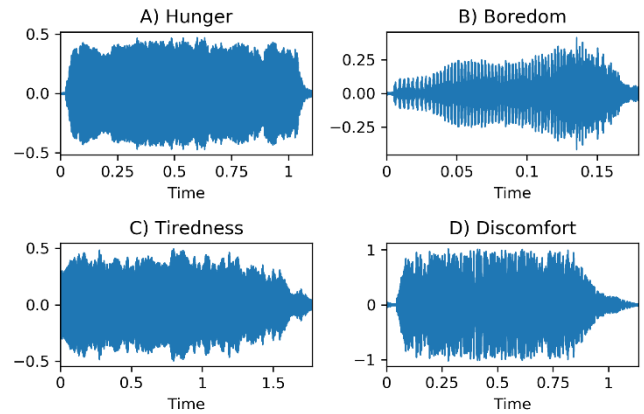 A) Hunger
0.5
0.0
−0.5
0 0.25 0.5 0.75 1
Time
B) Boredom
0.25
0.00
−0.25
0 0.05 0.1 0.15
Time
C) Tiredness
0.5
0.0
−0.5
0 0.5 1 1.5
Time
D) Discomfort
1
0
−1
0 0.25 0.5 0.75 1
Time